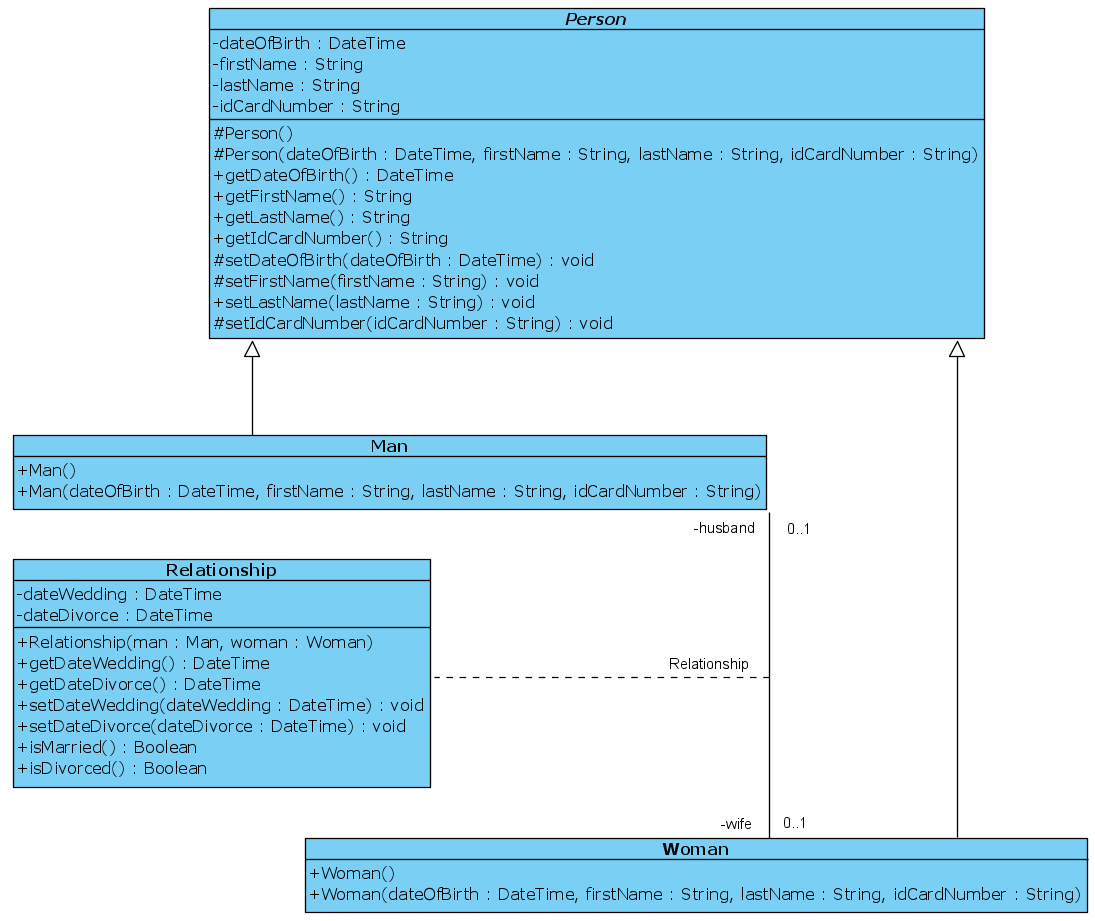 Person
-dateOfBirth : DateTime
-firstName : String
-lastName : String
-idCardNumber : String
#Person()
#Person(dateOfBirth : DateTime, firstName : String, lastName : String, idCardNumber : String)
+getDateOfBirth() : DateTime
+getFirstName() : String
+getLastName() : String
+getIdCardNumber() : String
#setDateOfBirth(dateOfBirth : DateTime) : void
#setFirstName(firstName : String) : void
+setLastName(lastName : String) : void
#setIdCardNumber(idCardNumber : String) : void
Man
+Man()
+Man(dateOfBirth : DateTime, firstName : String, lastName : String, idCardNumber : String)
-husband 0..1
Relationship
-dateWedding : DateTime
-dateDivorce : DateTime
+Relationship(man : Man, woman : Woman)
+getDateWedding() : DateTime
+getDateDivorce() : DateTime
+setDateWedding(dateWedding : DateTime) : void
+setDateDivorce(dateDivorce : DateTime) : void
+isMarried() : Boolean
+isDivorced() : Boolean
Relationship
-wife 0..1
Woman
+Woman()
+Woman(dateOfBirth : DateTime, firstName : String, lastName : String, idCardNumber : String)